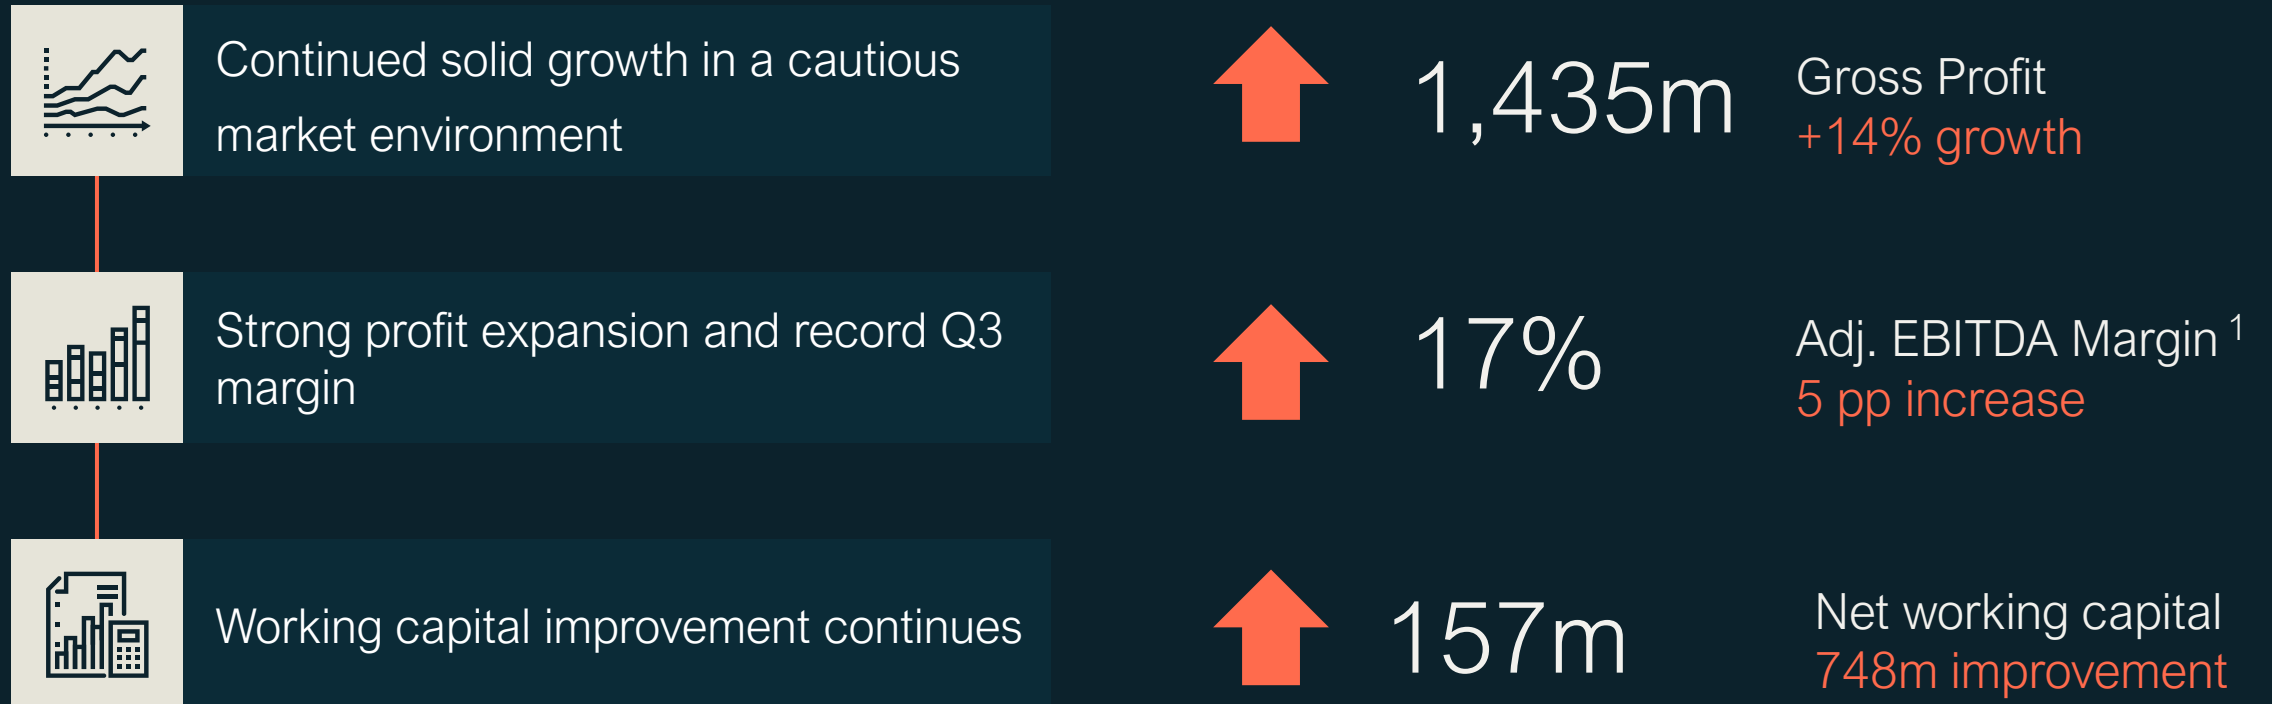 Continued solid growth in a cautious
market environment
1,435m
Gross Profit
+14% growth
Strong profit expansion and record Q3
margin
17%
Adj. EBITDA Margin 1
5 pp increase
Working capital improvement continues
157m
Net working capital
748m improvement